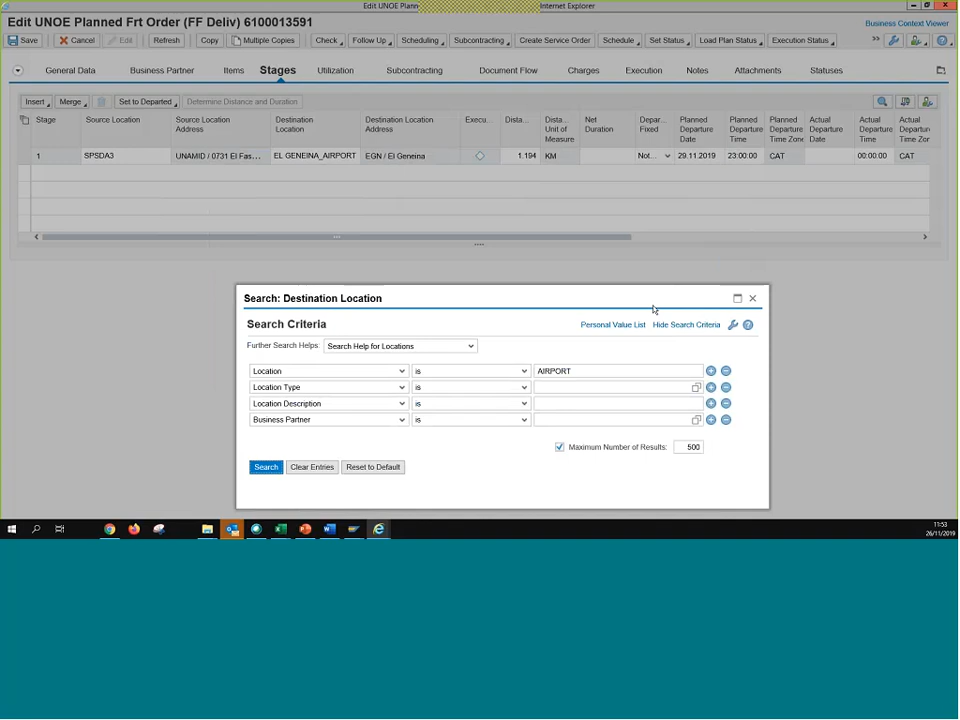 Edit UNOE Plann
Internet Explorer
Edit UNOE Planned Frt Order (FF Deliv) 6100013591
Business Context Viewer
Save Cancel Edit Refresh Copy Multiple Copies Check Follow Up Scheduling Subcontracting Create Service Order Schedule Set Status Load Plan Status Execution Status
General Data Business Partner Items Stages Utilization Subcontracting Document Flow Charges Execution Notes Attachments Statuses
Insert Merge Set to Departed Determine Distance and Duration
Stage
Source Location
Source Location Address
Destination Location
Destination Location Address
Execu...
Dista...
Dista... Unit of Measure
Net Duration
Depar... Fixed
Planned Departure Date
Planned Departure Time
Planned Departure Time Zone
Actual Departure Date
Actual Departure Time
Actual Departure Time Zor
1 SPSDA3 UNAMID / 0731 El Fas... EL GENEINA_AIRPORT EGN / El Geneina 1.194 KM Not... 29.11.2019 23:00:00 CAT 00:00:00 CAT
Search: Destination Location
Search Criteria
Personal Value List Hide Search Criteria
Further Search Helps: Search Help for Locations
Location is AIRPORT
Location Type is
Location Description is
Business Partner is
Maximum Number of Results: 500
Search Clear Entries Reset to Default
11:53
26/11/2019